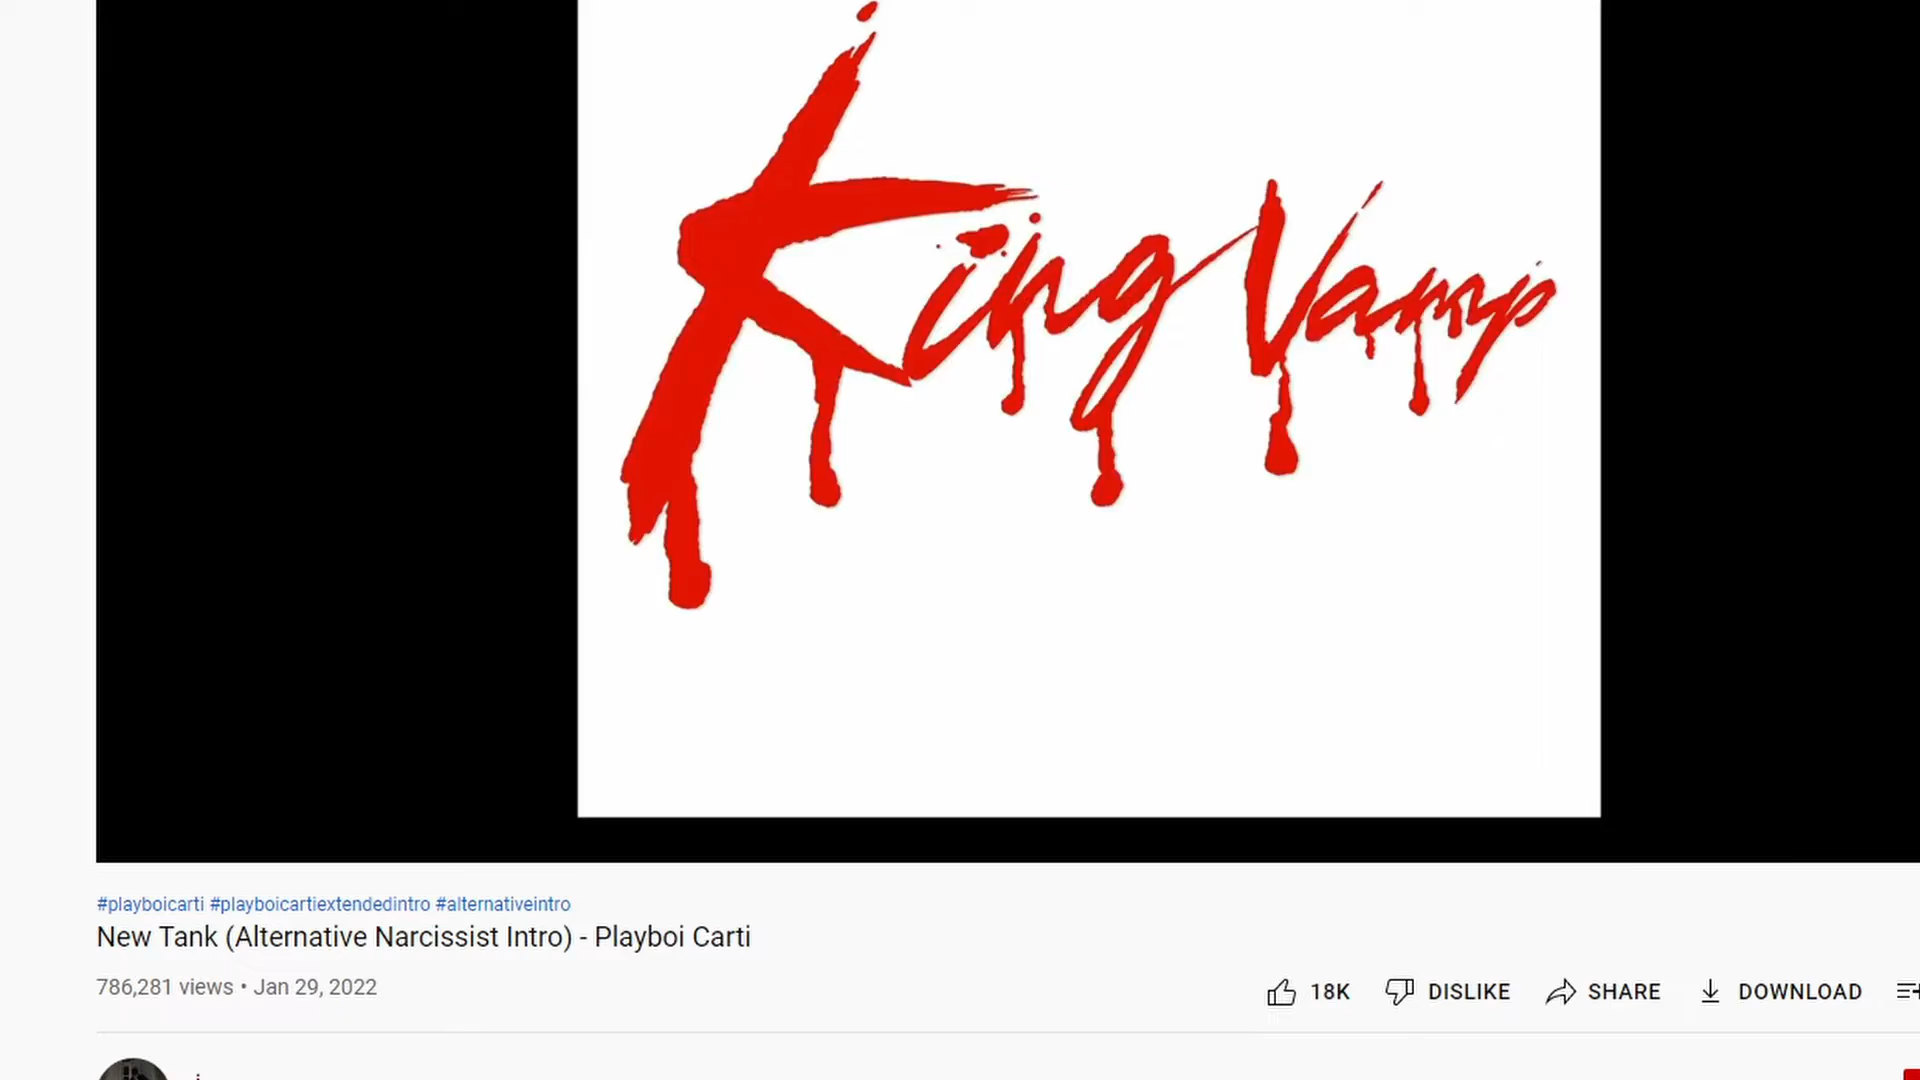 King Vamp
#playboicarti #playboicartiextendedintro #alternativeintro
New Tank (Alternative Narcissist Intro) - Playboi Carti
786,281 views • Jan 29, 2022
18K DISLIKE SHARE DOWNLOAD